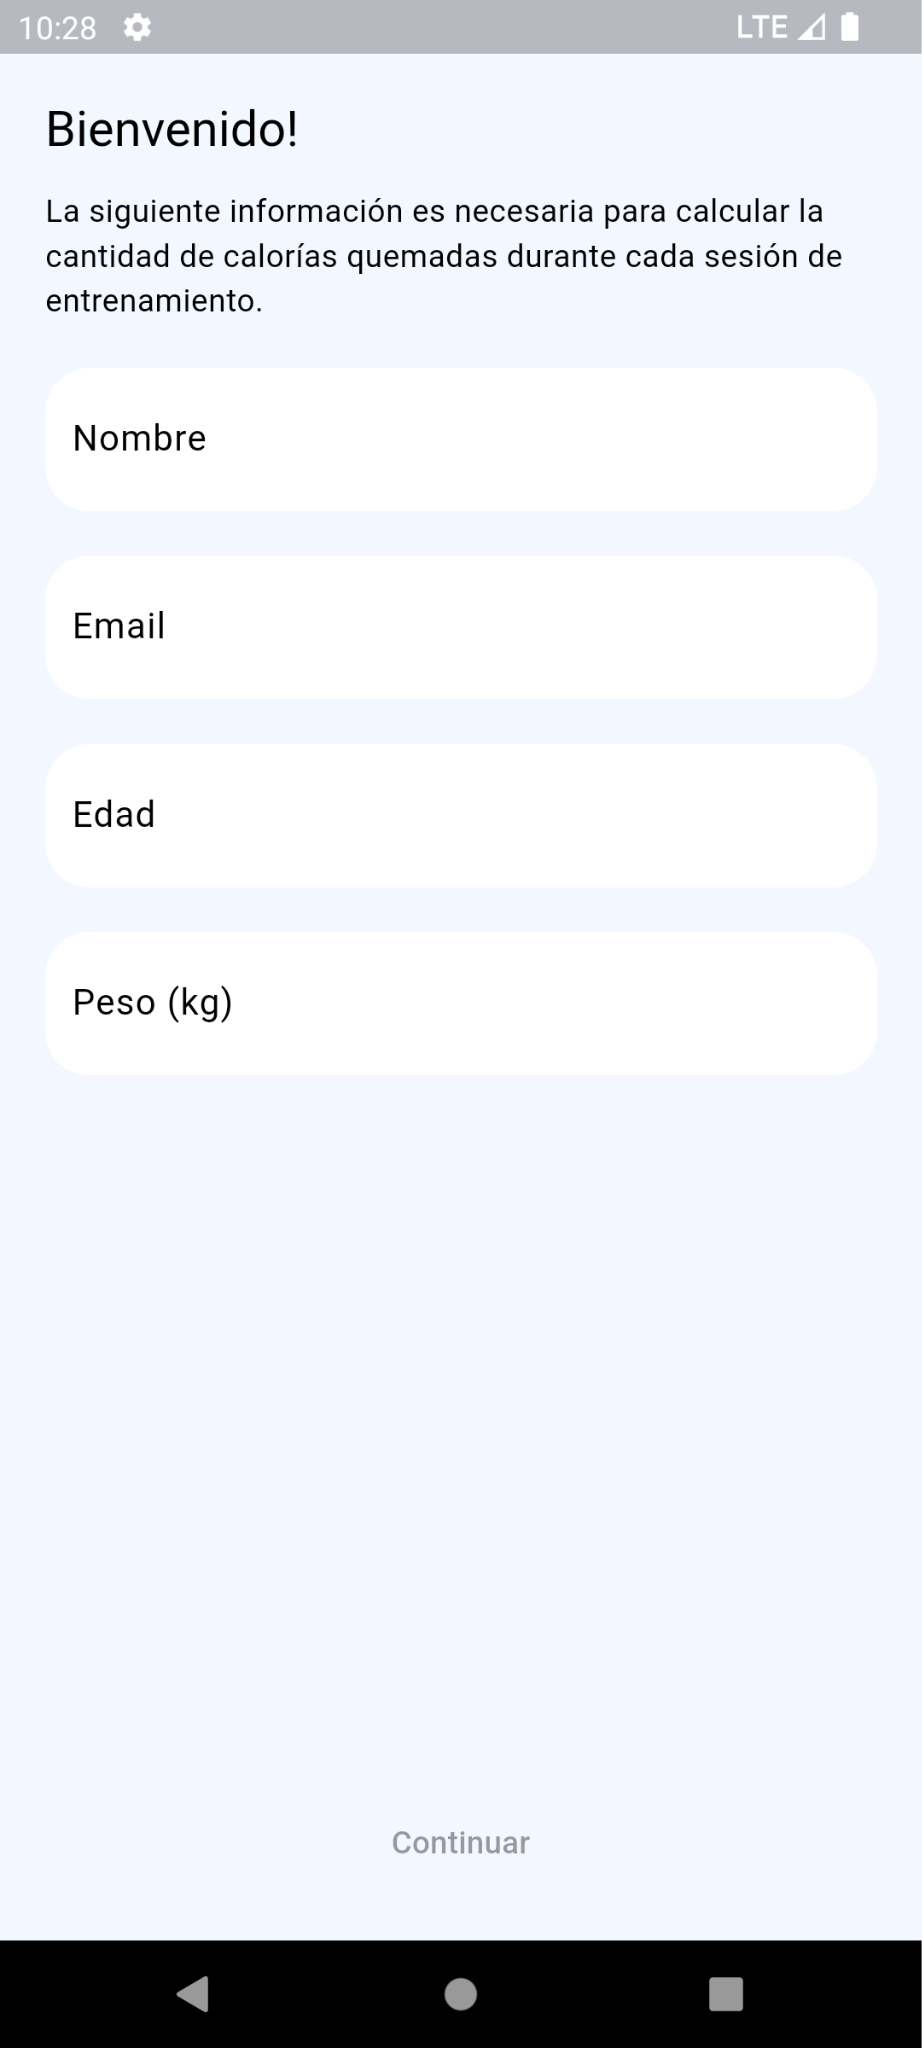 10:28
LTE
Bienvenido!
La siguiente información es necesaria para calcular la
cantidad de calorías quemadas durante cada sesión de
entrenamiento.
Nombre
Email
Edad
Peso (kg)
Continuar